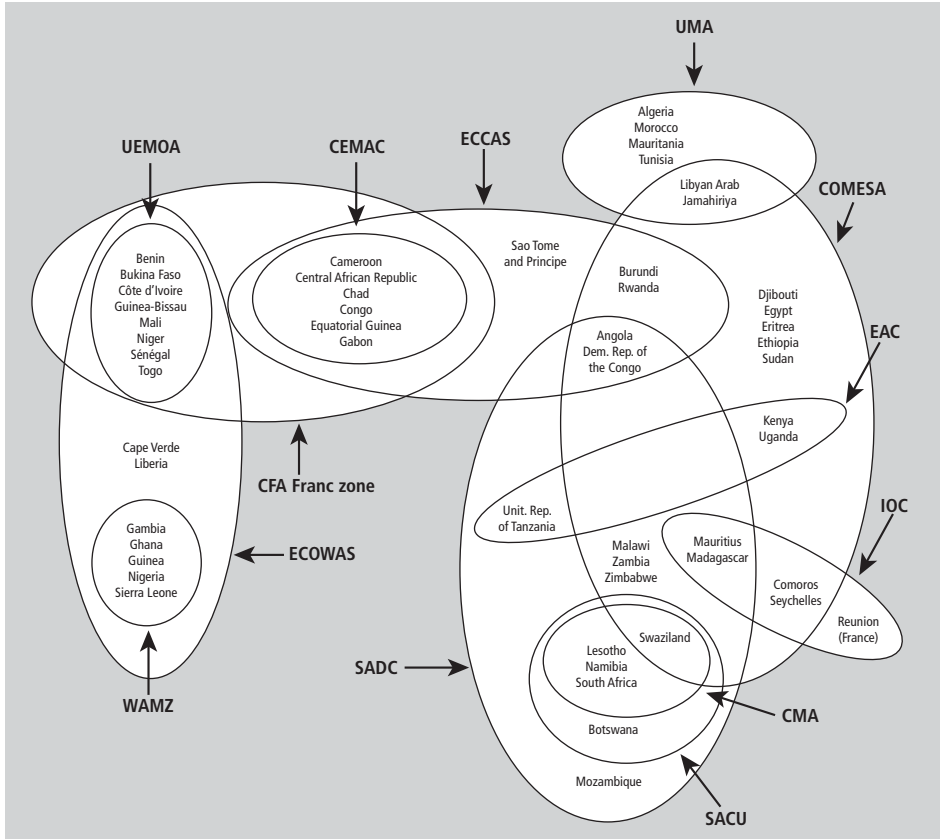 UMA
Algeria
Morocco
Mauritania
Tunisia
Libyan Arab
Jamahiriya
COMESA
UEMOA
CEMAC
ECCAS
Benin
Bukina Faso
Côte d'Ivoire
Guinea-Bissau
Mali
Niger
Sénégal
Togo
Cameroon
Central African Republic
Chad
Congo
Equatorial Guinea
Gabon
Sao Tome
and Principe
Burundi
Rwanda
Angola
Dem. Rep. of
the Congo
Djibouti
Egypt
Eritrea
Ethiopia
Sudan
EAC
Kenya
Uganda
Cape Verde
Liberia
CFA Franc zone
Unit. Rep.
of Tanzania
IOC
Gambia
Ghana
Guinea
Nigeria
Sierra Leone
ECOWAS
Malawi
Zambia
Zimbabwe
Mauritius
Madagascar
Comoros
Seychelles
Reunion
(France)
Swaziland
Lesotho
Namibia
South Africa
SADC
WAMZ
CMA
Botswana
Mozambique
SACU